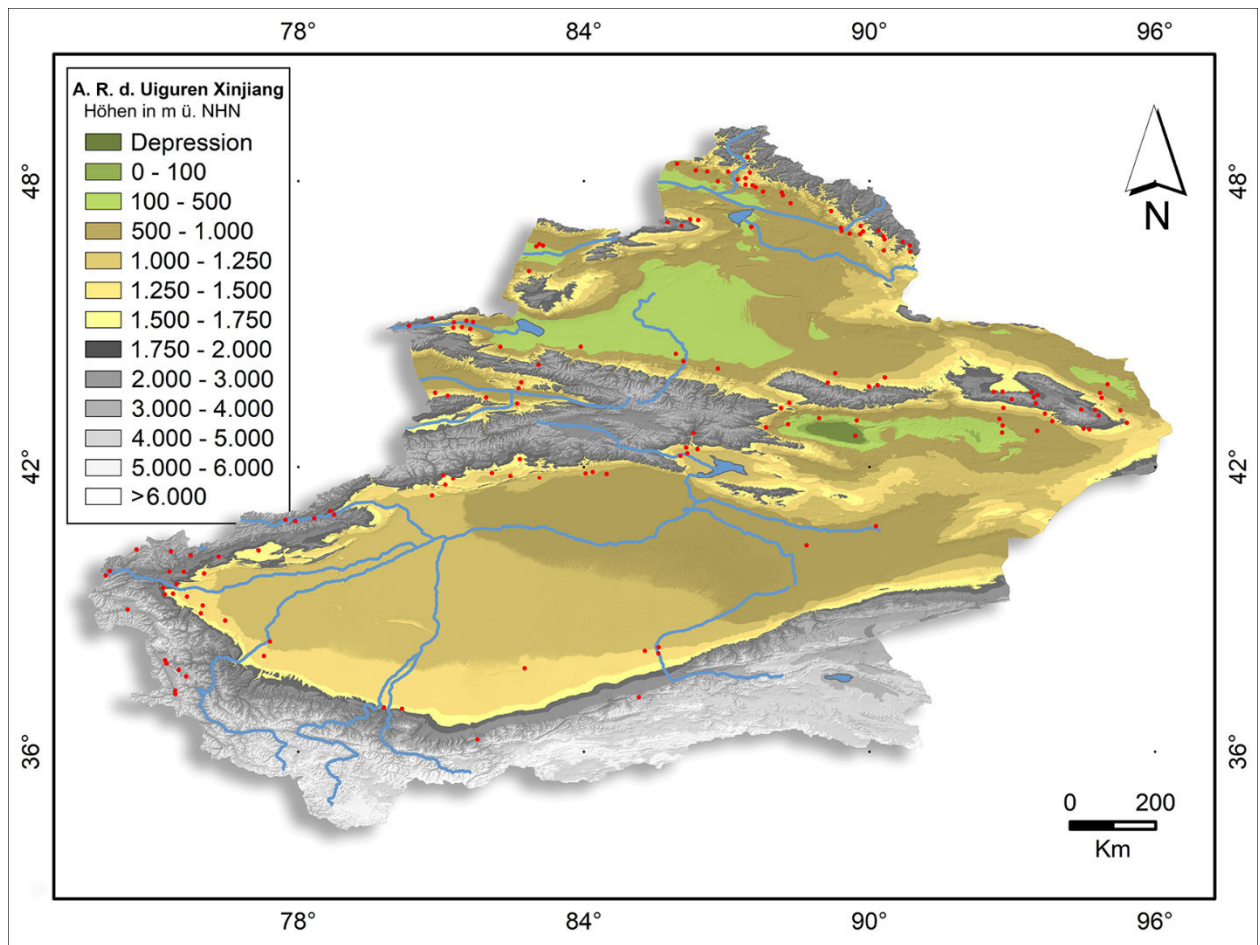 78° 84° 90° 96°
A. R. d. Uiguren Xinjiang
Höhen in m ü. NHN
Depression
0 - 100
100 - 500
500 - 1.000
1.000 - 1.250
1.250 - 1.500
1.500 - 1.750
1.750 - 2.000
2.000 - 3.000
3.000 - 4.000
4.000 - 5.000
5.000 - 6.000
>6.000
48° 48°
N
42° 42°
36° 36°
0 200
Km
78° 84° 90° 96°